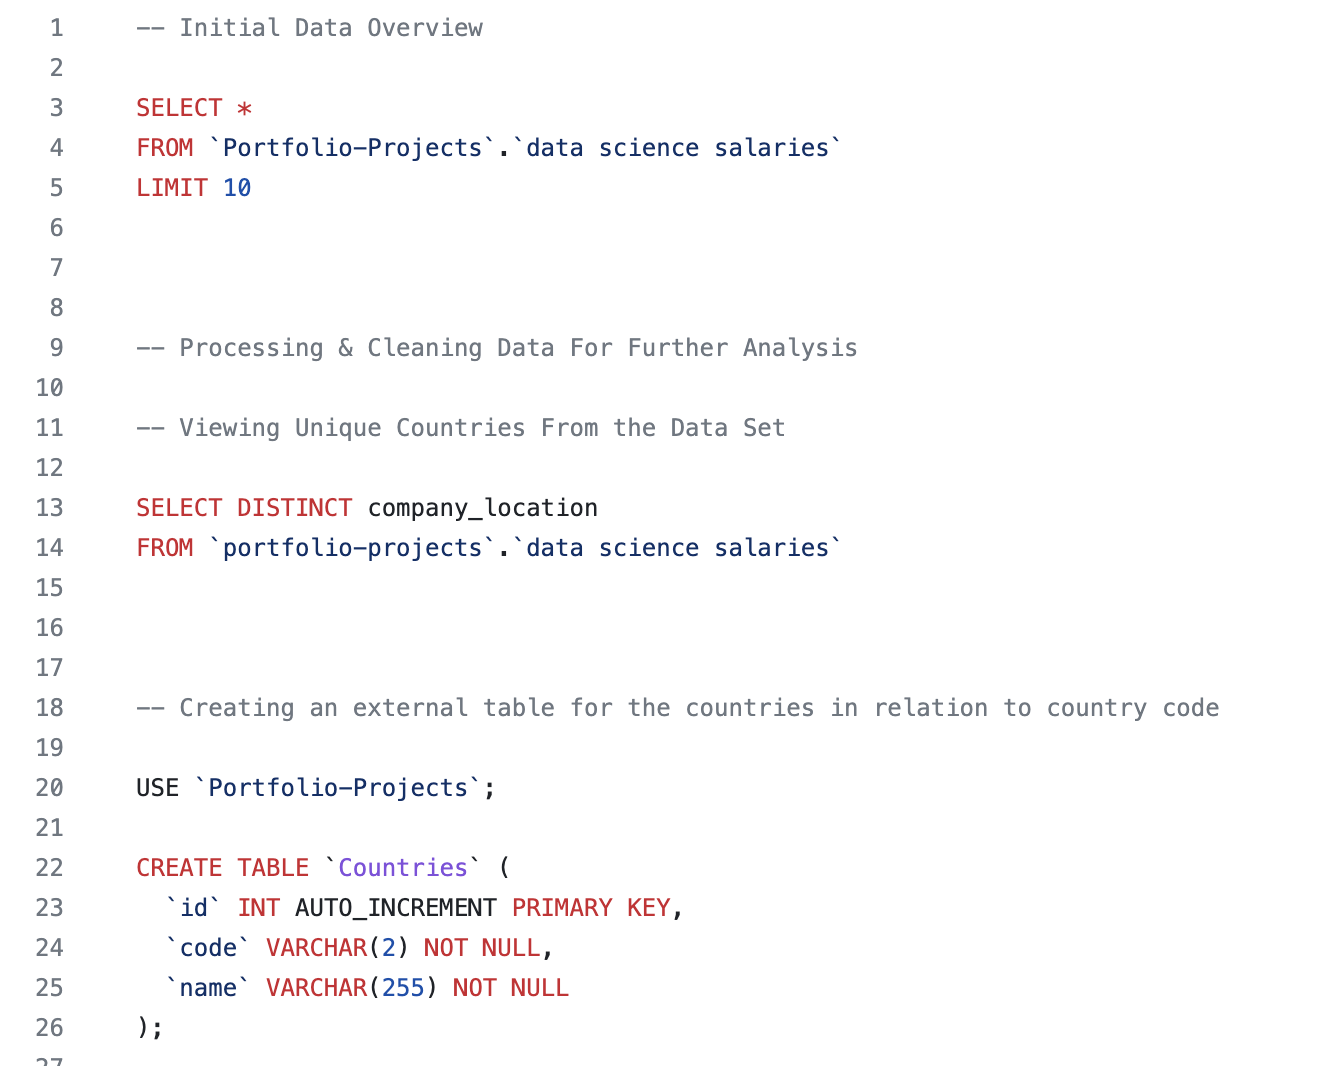 1 -- Initial Data Overview
2
3 SELECT *
4 FROM `Portfolio-Projects`.`data science salaries`
5 LIMIT 10
6
7
8
9 -- Processing & Cleaning Data For Further Analysis
10
11 -- Viewing Unique Countries From the Data Set
12
13 SELECT DISTINCT company_location
14 FROM `portfolio-projects`.`data science salaries`
15
16
17
18 -- Creating an external table for the countries in relation to country code
19
20 USE `Portfolio-Projects`;
21
22 CREATE TABLE `Countries` (
23   `id` INT AUTO_INCREMENT PRIMARY KEY,
24   `code` VARCHAR(2) NOT NULL,
25   `name` VARCHAR(255) NOT NULL
26 );
27